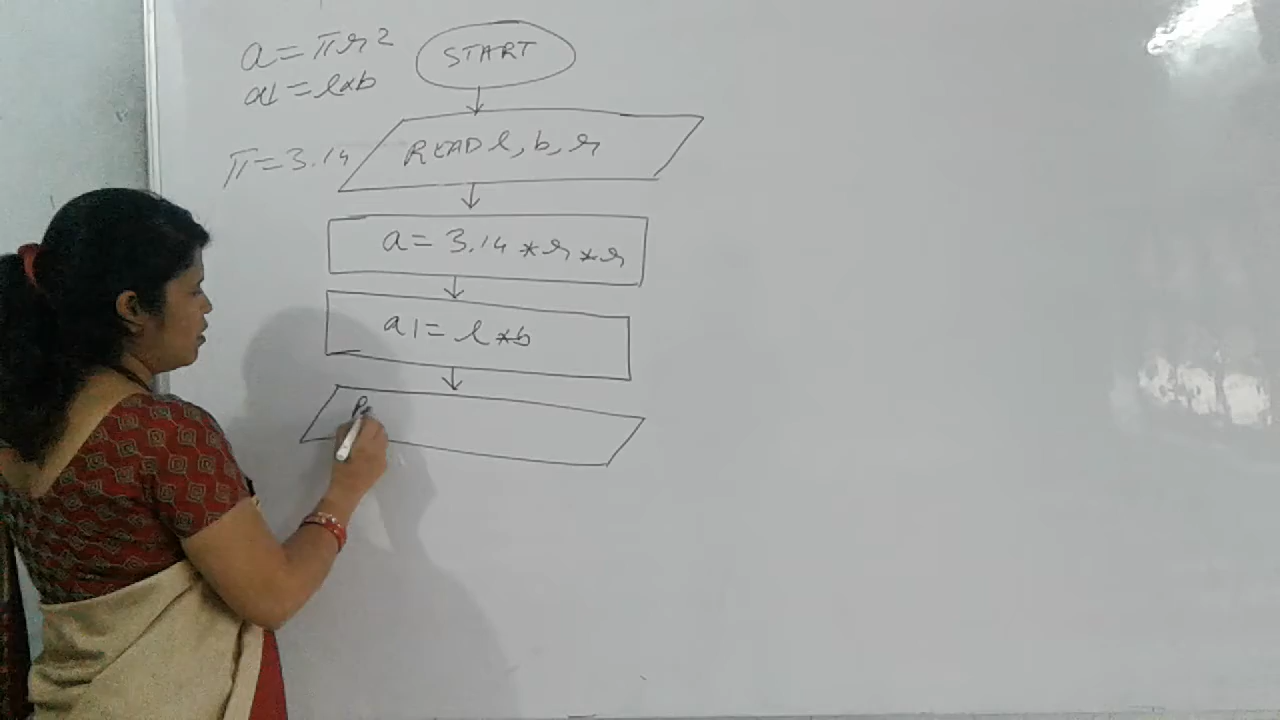 a = πr²
START
a1 = l×b
READ l, b, r
π = 3.14
a = 3.14 * r * r
a1 = l * b
P